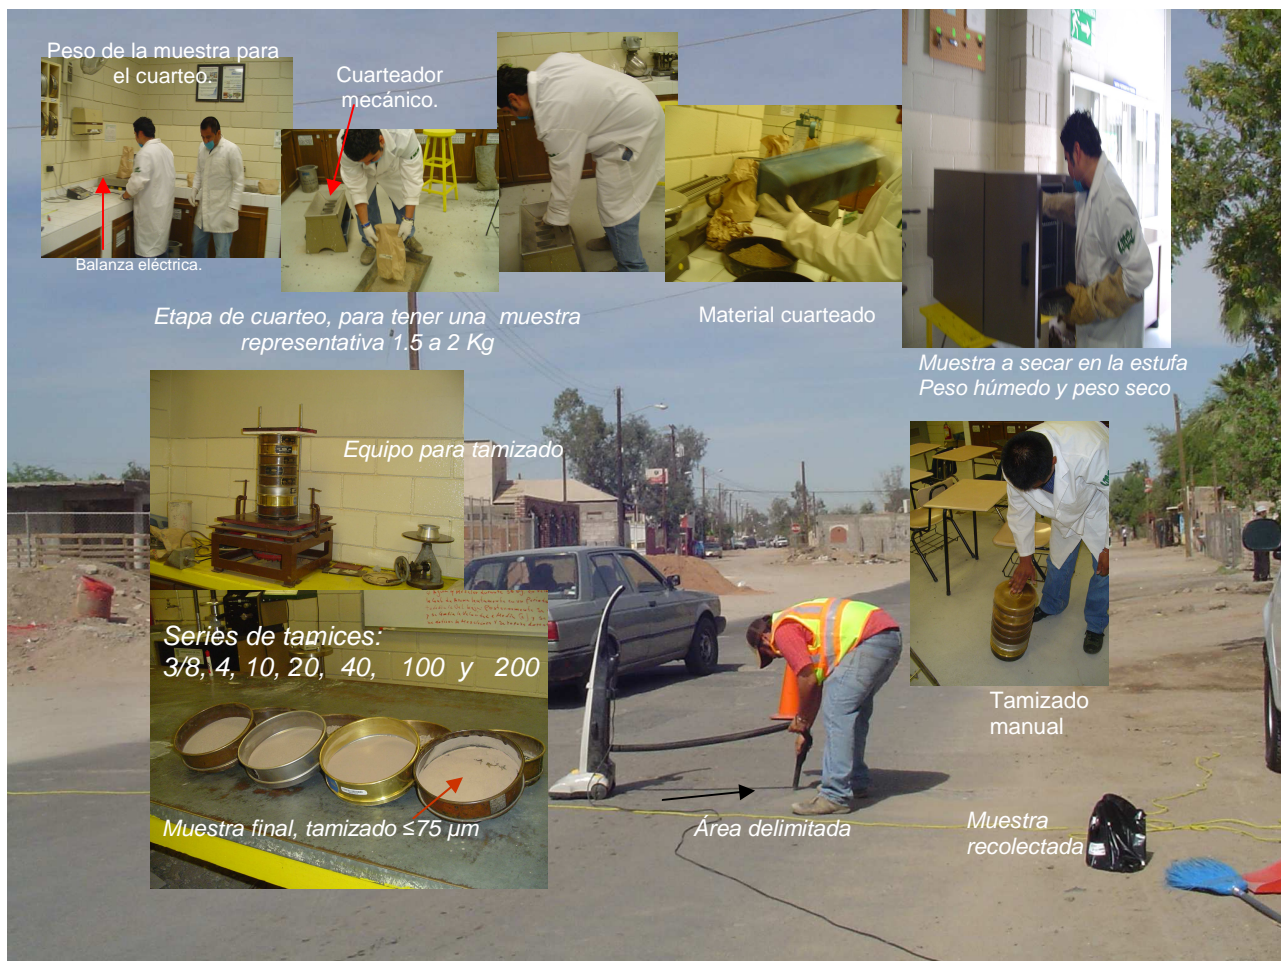 Peso de la muestra para
el cuarteo.
Cuarteador
mecánico.
Balanza eléctrica.
Etapa de cuarteo, para tener una muestra
representativa 1.5 a 2 Kg
Material cuarteado
Muestra a secar en la estufa
Peso húmedo y peso seco
Equipo para tamizado
Series de tamices:
3/8, 4, 10, 20, 40, 100 y 200
Muestra final, tamizado ≤75 µm
Tamizado
manual
Área delimitada
Muestra
recolectada